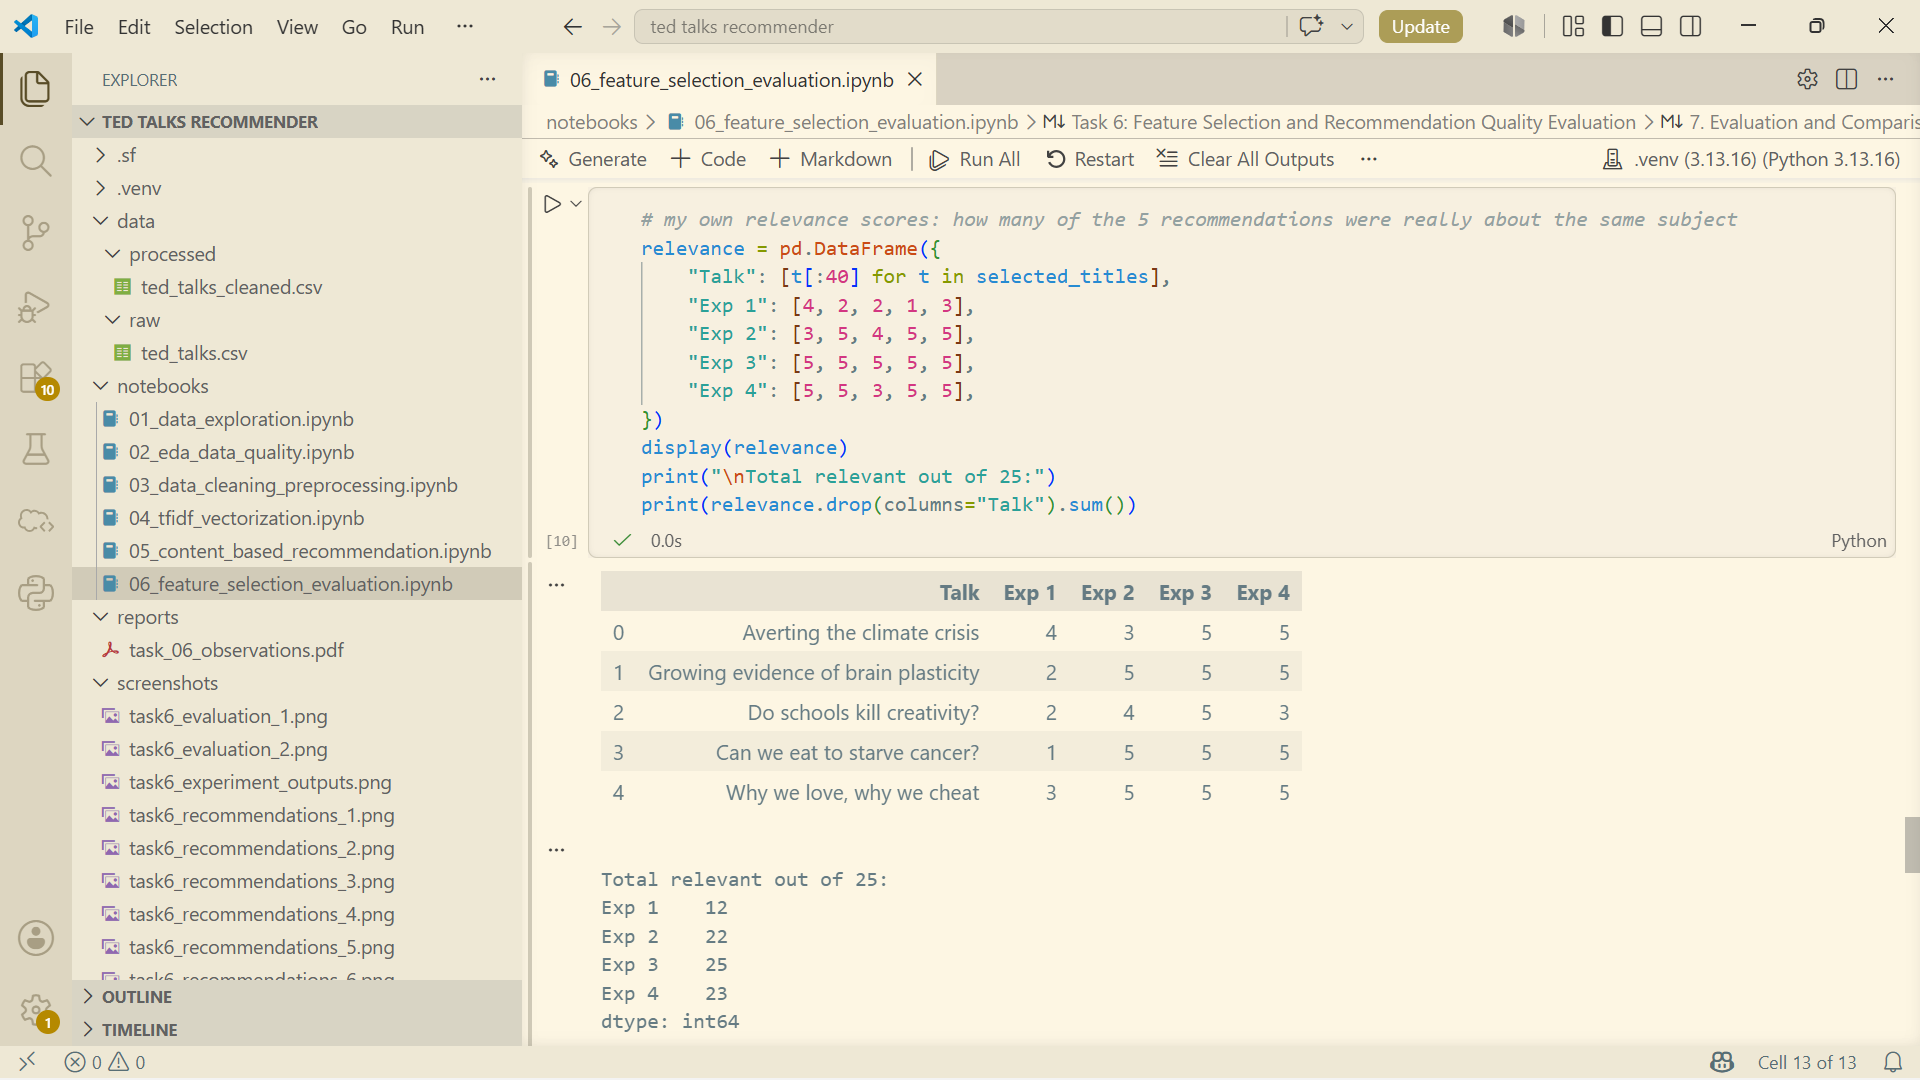 File Edit Selection View Go Run ...
ted talks recommender
Update
EXPLORER
TED TALKS RECOMMENDER
.sf
.venv
data
processed
ted_talks_cleaned.csv
raw
ted_talks.csv
notebooks
01_data_exploration.ipynb
02_eda_data_quality.ipynb
03_data_cleaning_preprocessing.ipynb
04_tfidf_vectorization.ipynb
05_content_based_recommendation.ipynb
06_feature_selection_evaluation.ipynb
reports
task_06_observations.pdf
screenshots
task6_evaluation_1.png
task6_evaluation_2.png
task6_experiment_outputs.png
task6_recommendations_1.png
task6_recommendations_2.png
task6_recommendations_3.png
task6_recommendations_4.png
task6_recommendations_5.png
task6_recommendations_6.png
OUTLINE
TIMELINE
10
1
06_feature_selection_evaluation.ipynb
notebooks > 06_feature_selection_evaluation.ipynb > M↓ Task 6: Feature Selection and Recommendation Quality Evaluation > M↓ 7. Evaluation and Comparis
Generate + Code + Markdown | Run All Restart Clear All Outputs ... .venv (3.13.16) (Python 3.13.16)
# my own relevance scores: how many of the 5 recommendations were really about the same subject
relevance = pd.DataFrame({
"Talk": [t[:40] for t in selected_titles],
"Exp 1": [4, 2, 2, 1, 3],
"Exp 2": [3, 5, 4, 5, 5],
"Exp 3": [5, 5, 5, 5, 5],
"Exp 4": [5, 5, 3, 5, 5],
})
display(relevance)
print("\nTotal relevant out of 25:")
print(relevance.drop(columns="Talk").sum())
[10] 0.0s Python
Talk Exp 1 Exp 2 Exp 3 Exp 4
0 Averting the climate crisis 4 3 5 5
1 Growing evidence of brain plasticity 2 5 5 5
2 Do schools kill creativity? 2 4 5 3
3 Can we eat to starve cancer? 1 5 5 5
4 Why we love, why we cheat 3 5 5 5
Total relevant out of 25:
Exp 1 12
Exp 2 22
Exp 3 25
Exp 4 23
dtype: int64
0 0
Cell 13 of 13